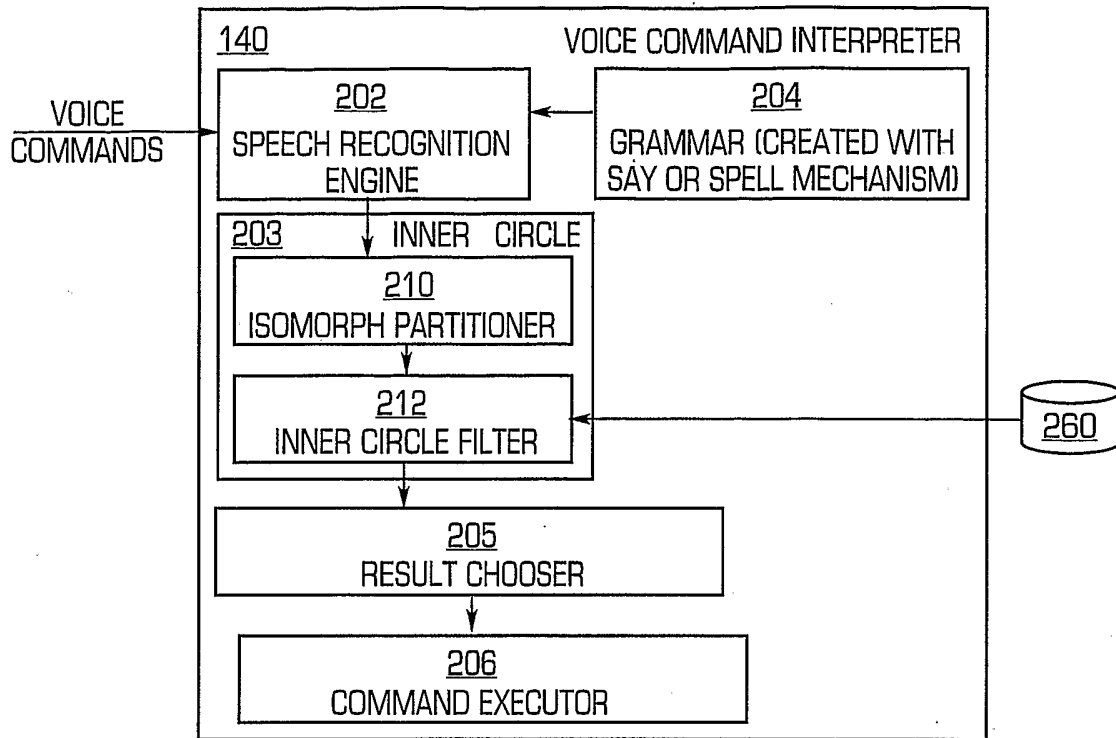 140
VOICE COMMAND INTERPRETER
VOICE
COMMANDS
202
SPEECH RECOGNITION
ENGINE
204
GRAMMAR (CREATED WITH
SAY OR SPELL MECHANISM)
203
INNER CIRCLE
210
ISOMORPH PARTITIONER
212
INNER CIRCLE FILTER
260
205
RESULT CHOOSER
206
COMMAND EXECUTOR